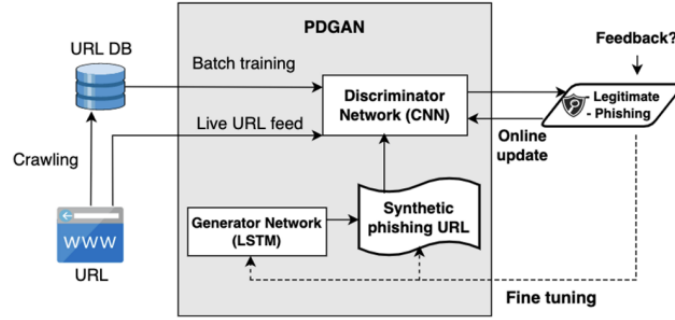 PDGAN
URL DB
Batch training
Feedback?
Discriminator
Network (CNN)
- Legitimate
- Phishing
Live URL feed
Online
update
Crawling
Generator Network
(LSTM)
Synthetic
phishing URL
WWW
URL
Fine tuning